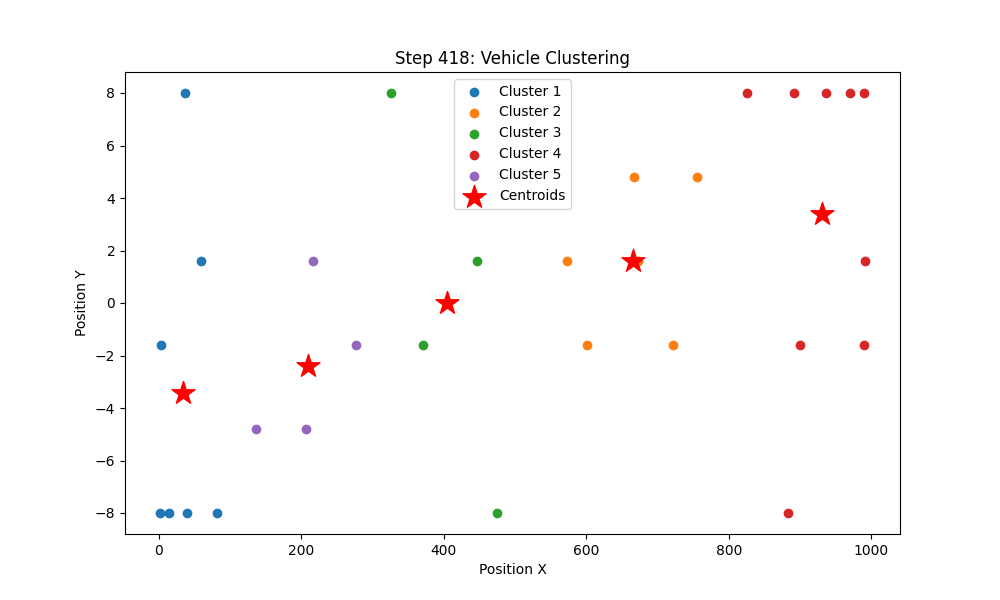 Step 418: Vehicle Clustering
Cluster 1
Cluster 2
Cluster 3
Cluster 4
Cluster 5
Centroids
Position Y
8
6
4
2
0
−2
−4
−6
−8
0 200 400 600 800 1000
Position X